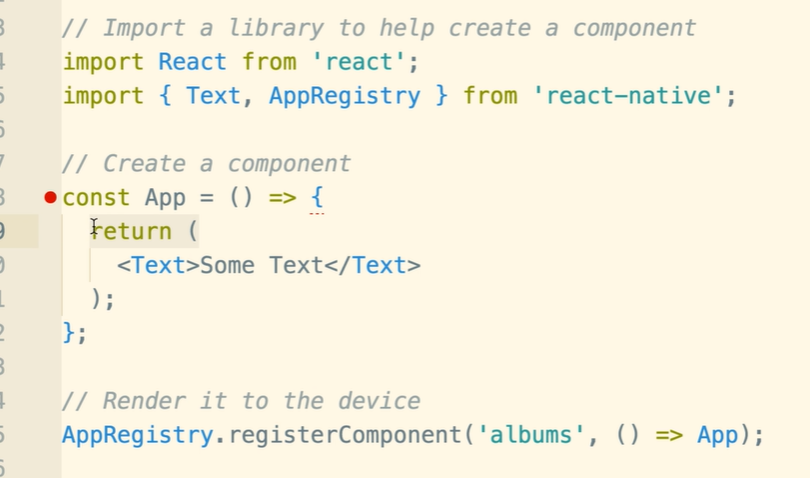 3 // Import a library to help create a component
4 import React from 'react';
5 import { Text, AppRegistry } from 'react-native';
6
7 // Create a component
8 const App = () => {
9   return (
0     <Text>Some Text</Text>
1   );
2 };
3
4 // Render it to the device
5 AppRegistry.registerComponent('albums', () => App);
6